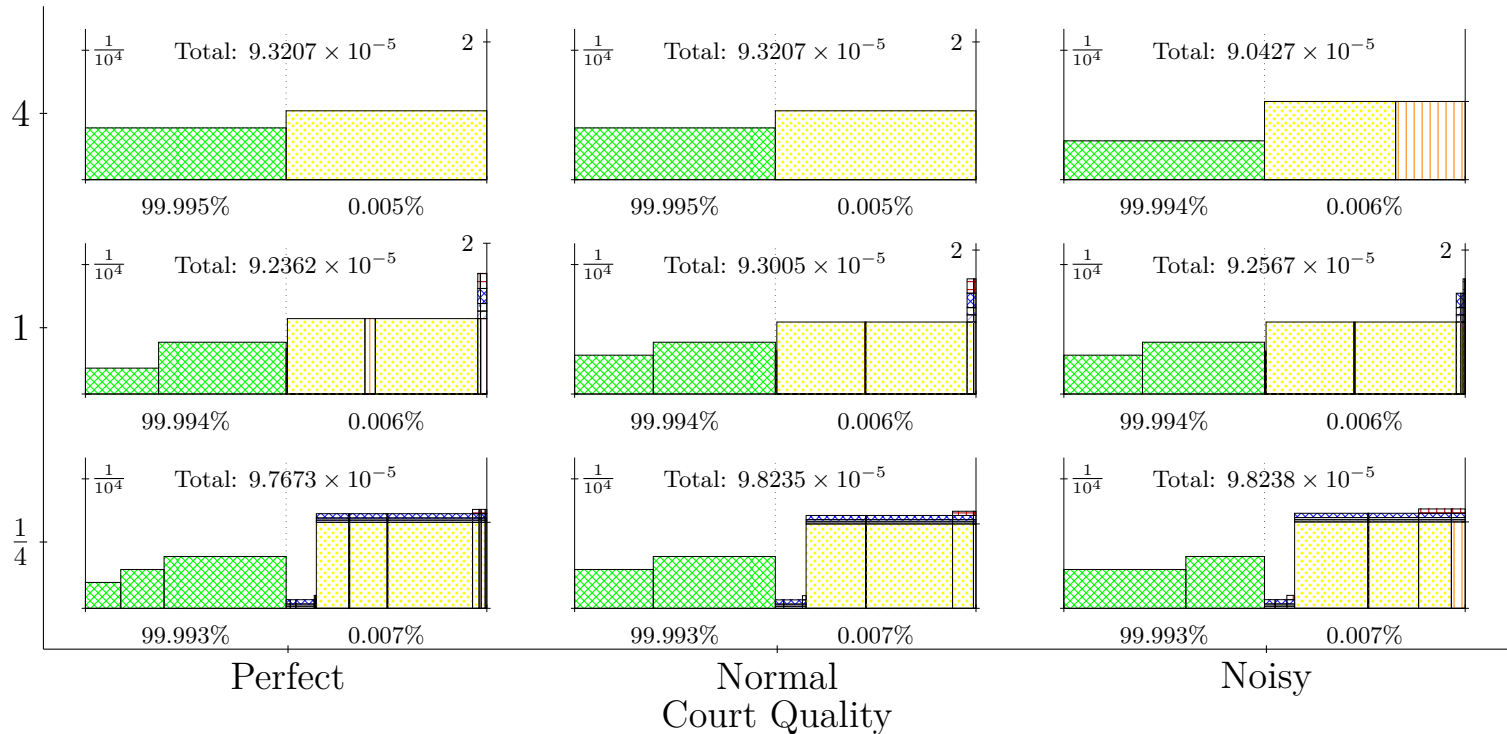 1/10^4 Total: 9.3207 × 10^-5 2
1/10^4 Total: 9.3207 × 10^-5 2
1/10^4 Total: 9.0427 × 10^-5
4
99.995% 0.005%
99.995% 0.005%
99.994% 0.006%
1/10^4 Total: 9.2362 × 10^-5 2
1/10^4 Total: 9.3005 × 10^-5 2
1/10^4 Total: 9.2567 × 10^-5 2
1
99.994% 0.006%
99.994% 0.006%
99.994% 0.006%
1/10^4 Total: 9.7673 × 10^-5
1/10^4 Total: 9.8235 × 10^-5
1/10^4 Total: 9.8238 × 10^-5
1/4
99.993% 0.007%
99.993% 0.007%
99.993% 0.007%
Perfect Normal Noisy
Court Quality